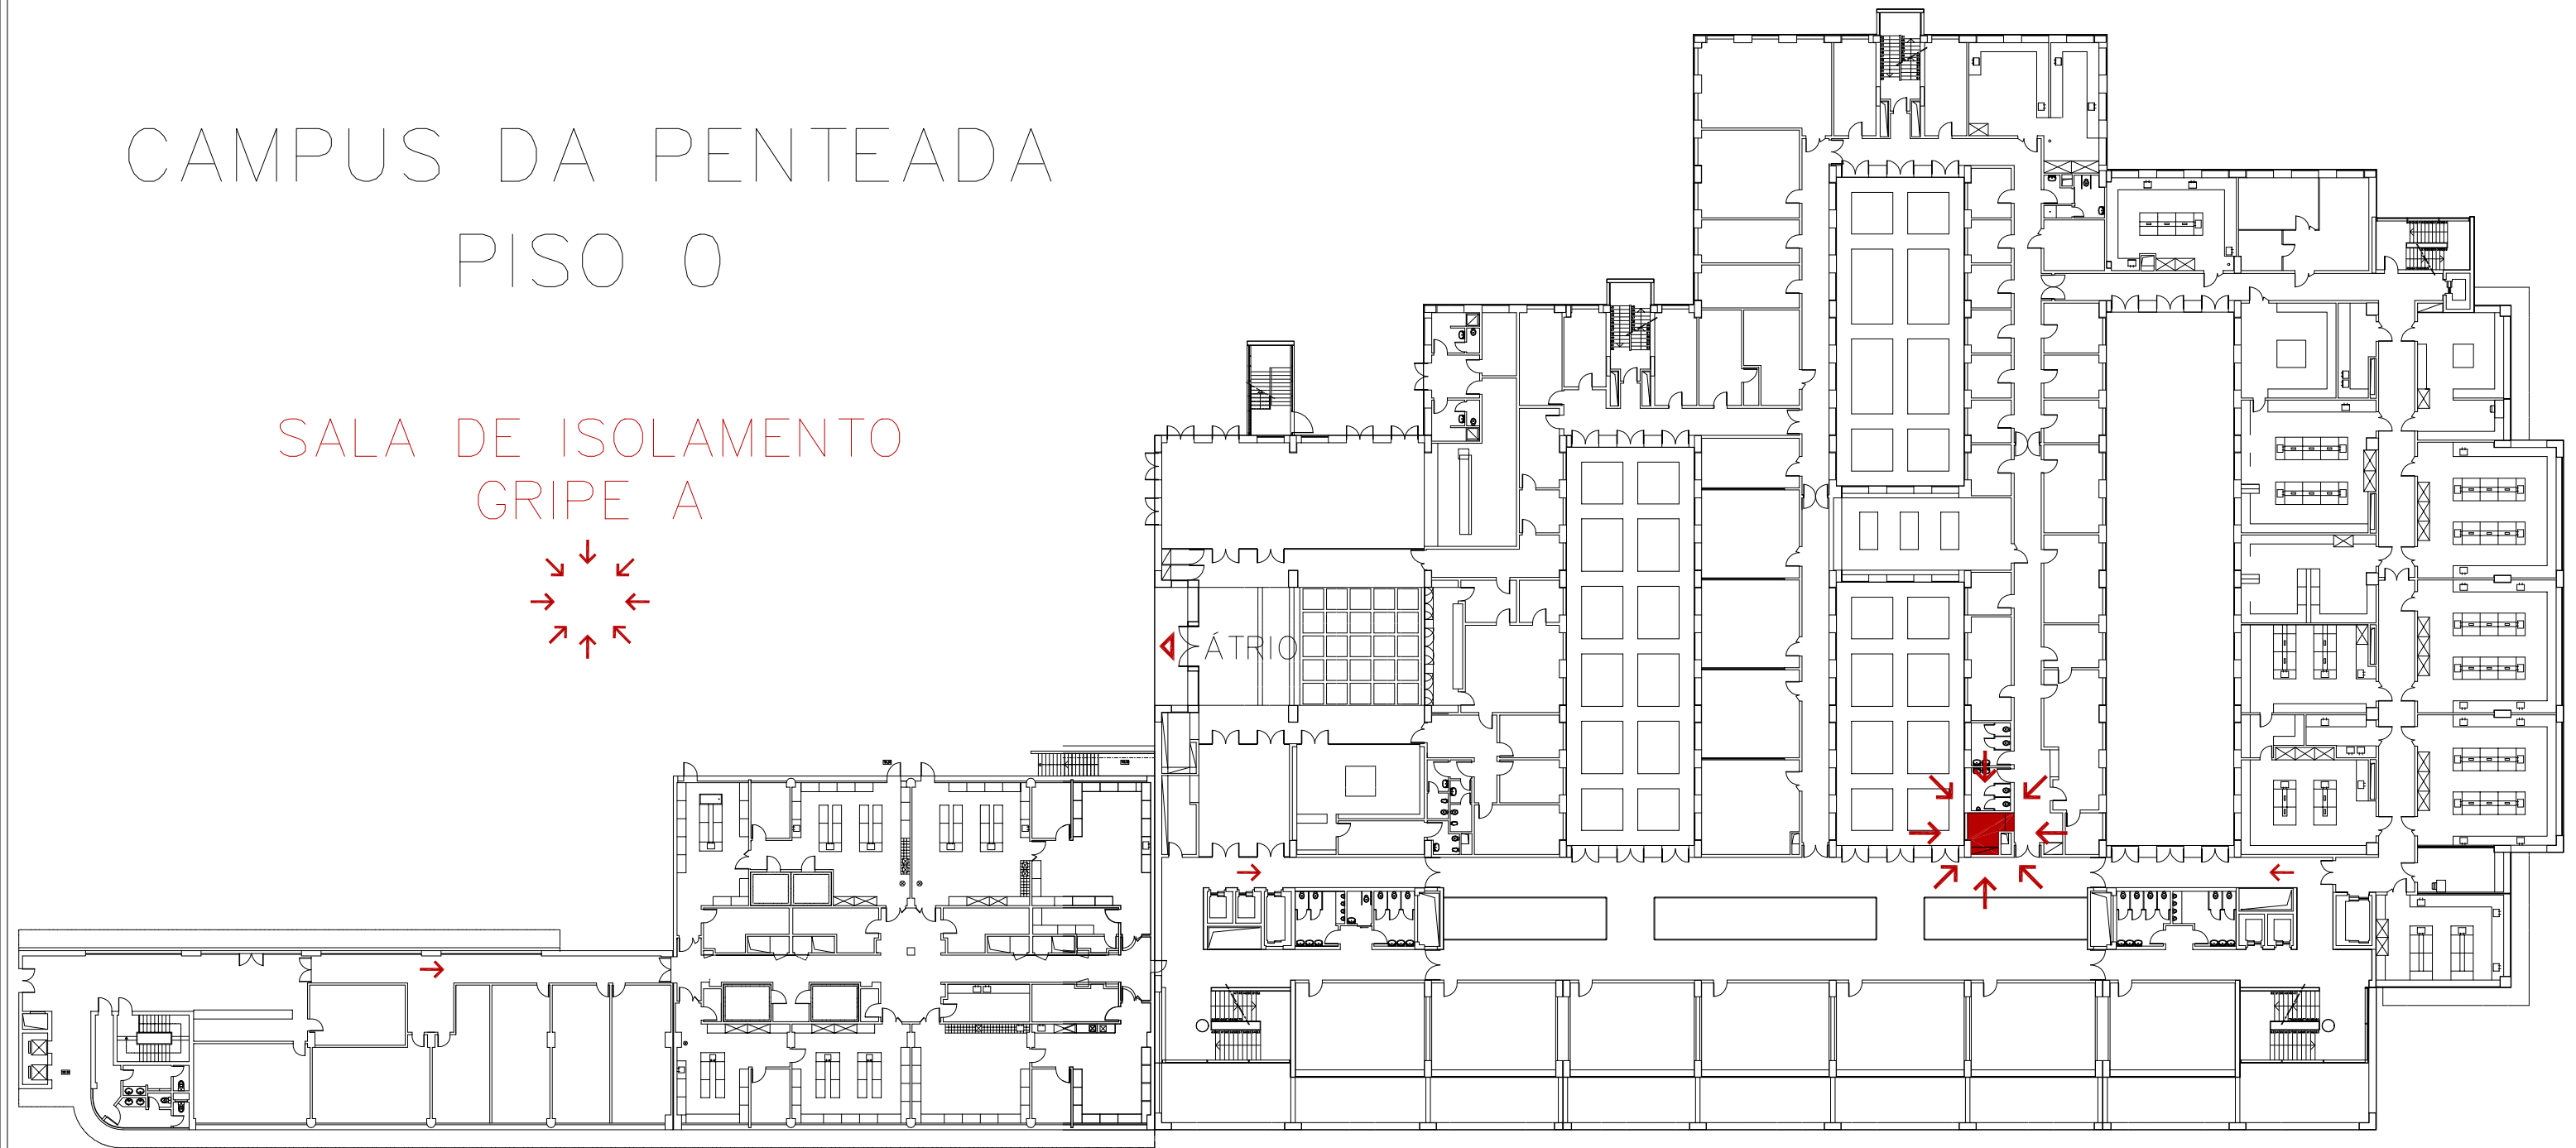 CAMPUS DA PENTEADA
PISO 0
SALA DE ISOLAMENTO
GRIPE A
ÁTRIO